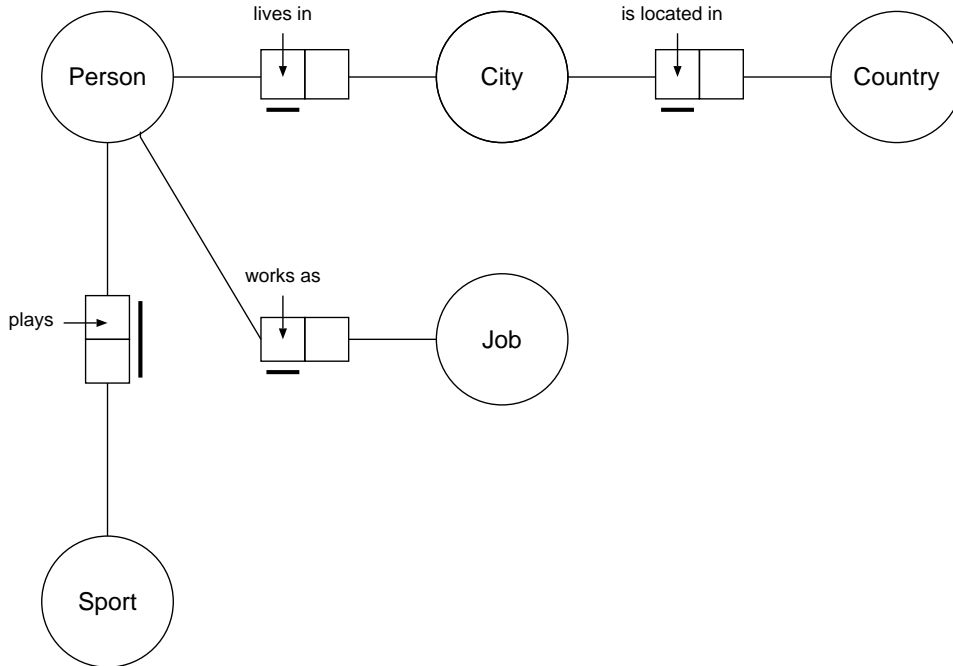 lives in
is located in
Person
City
Country
works as
plays
Job
Sport